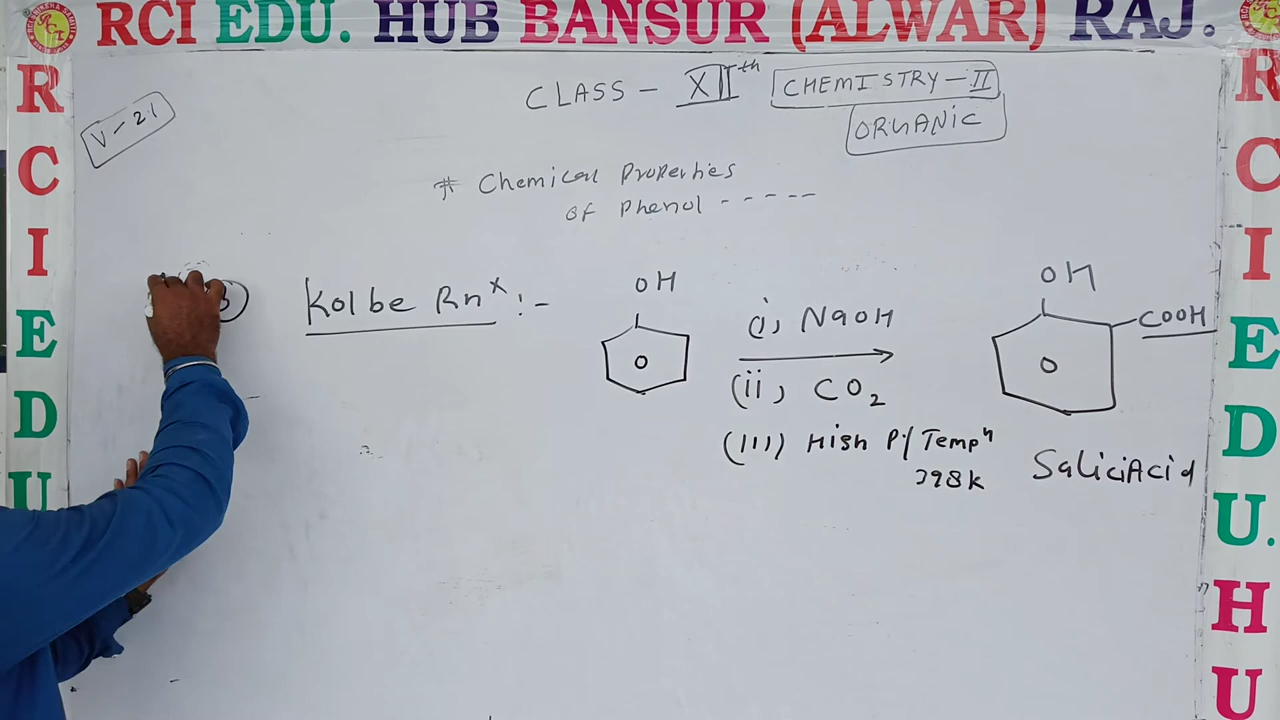 RCI EDU. HUB BANSUR (ALWAR) RAJ.
R
C
I
E
D
U
R
C
I
E
D
U.
H
U
V-21
CLASS - XIIth CHEMISTRY-II
ORGANIC
# Chemical Properties
of Phenol -----
3 Kolbe Rnx :-
OH
(i) NaOH
(ii) CO2
(III) High P/Tempn
398K
OH
COOH
SaliciAcid